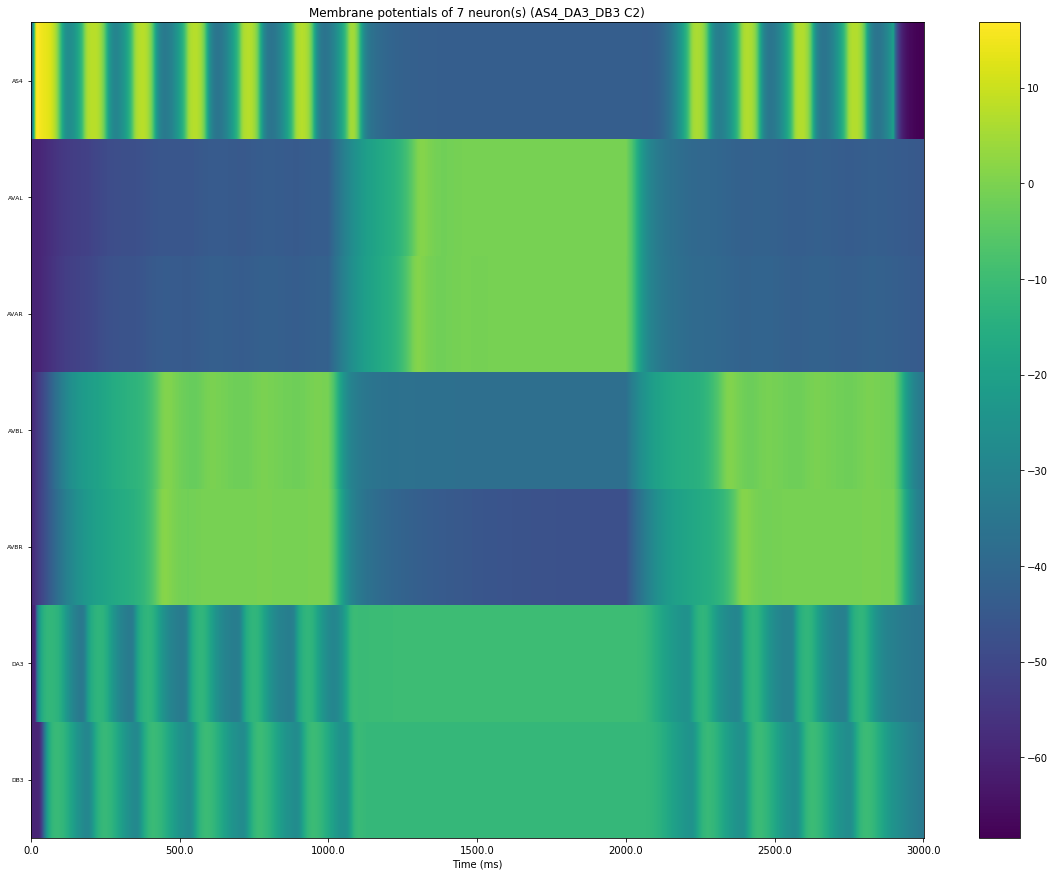 Membrane potentials of 7 neuron(s) (AS4_DA3_DB3 C2)
AS4
AVAL
AVAR
AVBL
AVBR
DA3
DB3
0.0 500.0 1000.0 1500.0 2000.0 2500.0 3000.0
Time (ms)
10
0
−10
−20
−30
−40
−50
−60